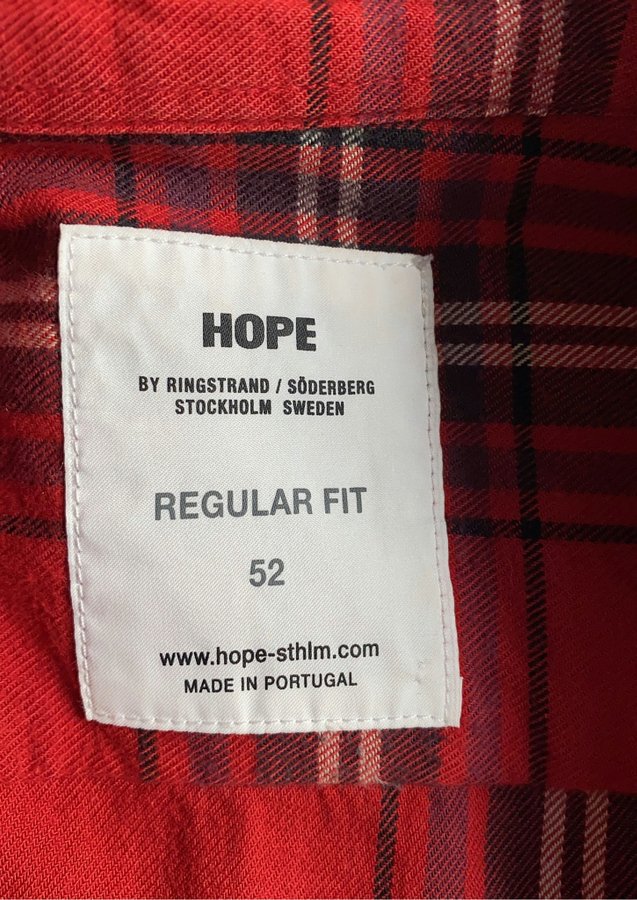 HOPE
BY RINGSTRAND / SÖDERBERG
STOCKHOLM SWEDEN
REGULAR FIT
52
www.hope-sthlm.com
MADE IN PORTUGAL